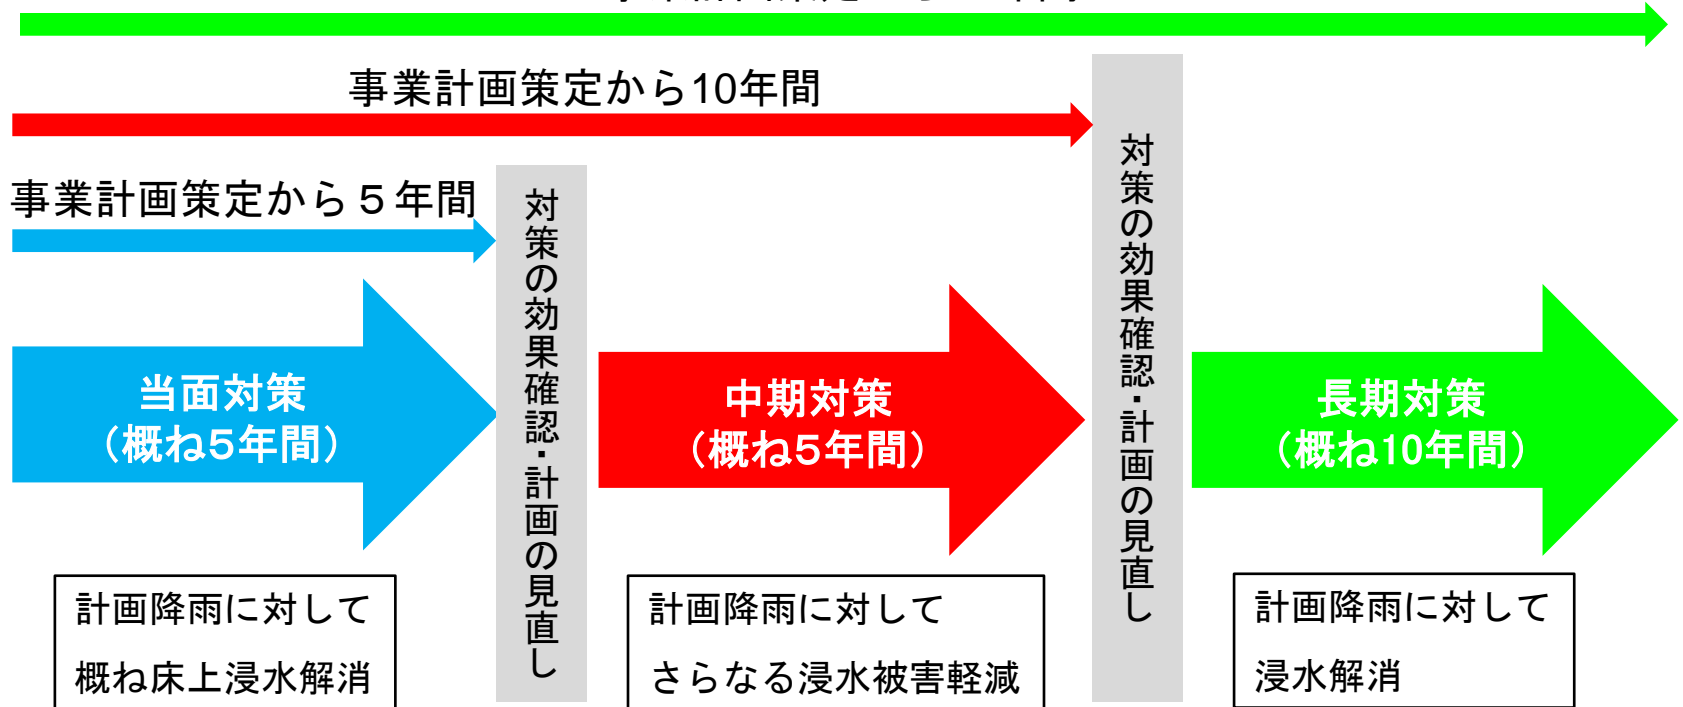 事業計画策定から10年間
事業計画策定から５年間
対策の効果確認・計画の見直し
対策の効果確認・計画の見直し
当面対策
（概ね5年間）
中期対策
（概ね5年間）
長期対策
（概ね10年間）
計画降雨に対して
概ね床上浸水解消
計画降雨に対して
さらなる浸水被害軽減
計画降雨に対して
浸水解消